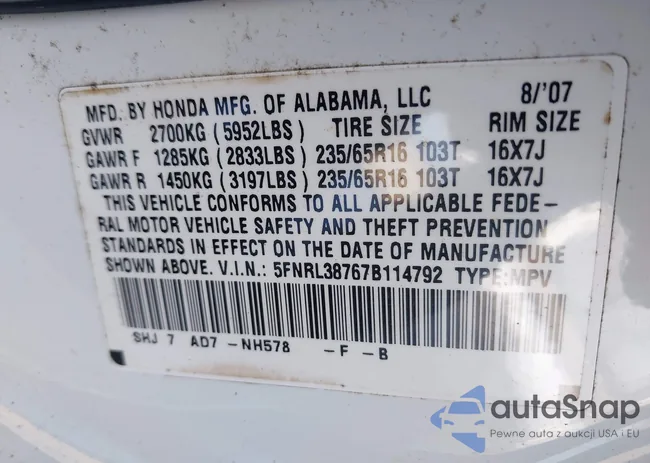 MFD. BY HONDA MFG. OF ALABAMA, LLC 8/'07
GVWR 2700KG (5952LBS) TIRE SIZE RIM SIZE
GAWR F 1285KG (2833LBS) 235/65R16 103T 16X7J
GAWR R 1450KG (3197LBS) 235/65R16 103T 16X7J
THIS VEHICLE CONFORMS TO ALL APPLICABLE FEDE-
RAL MOTOR VEHICLE SAFETY AND THEFT PREVENTION
STANDARDS IN EFFECT ON THE DATE OF MANUFACTURE
SHOWN ABOVE. V.I.N.: 5FNRL38767B114792 TYPE:MPV
SHJ 7 AD7 -NH578 -F -B
autoSnap
Pewne auta z aukcji USA i EU